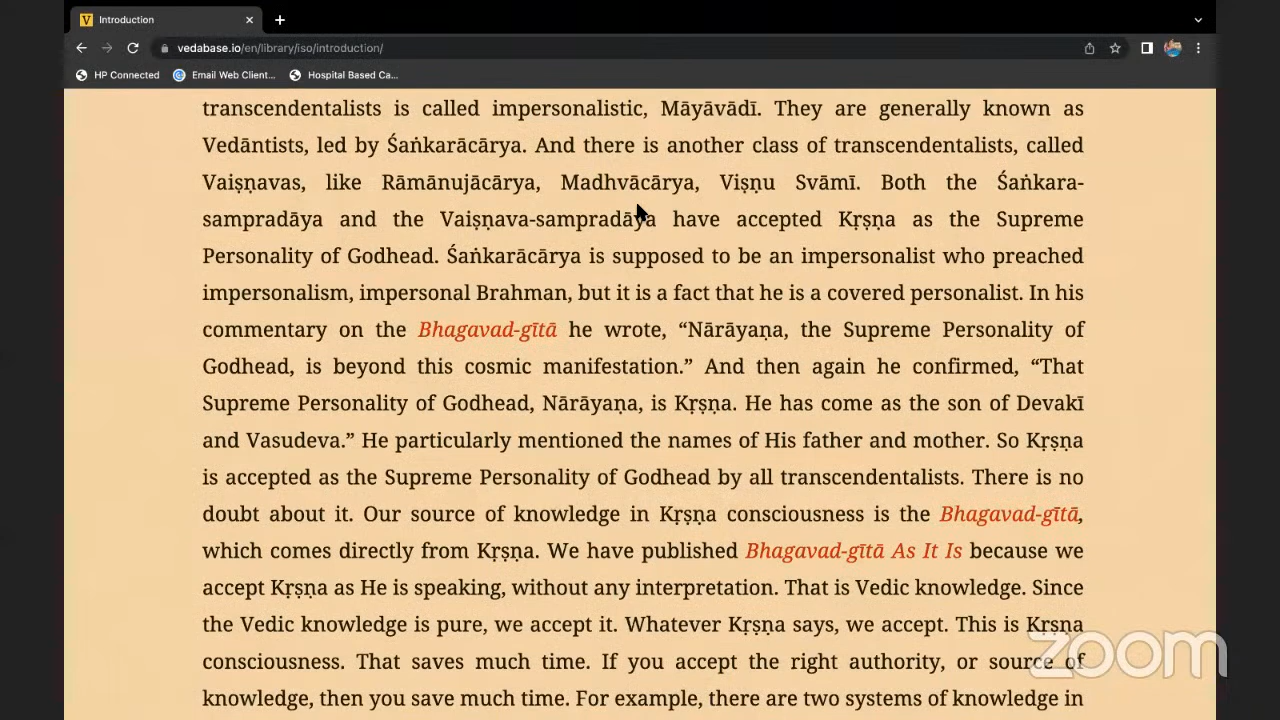 Introduction
vedabase.io/en/library/iso/introduction/
HP Connected
Email Web Client...
Hospital Based Ca...
transcendentalists is called impersonalistic, Māyāvādī. They are generally known as
Vedāntists, led by Śaṅkarācārya. And there is another class of transcendentalists, called
Vaiṣṇavas, like Rāmānujācārya, Madhvācārya, Viṣṇu Svāmī. Both the Śaṅkara-
sampradāya and the Vaiṣṇava-sampradāya have accepted Kṛṣṇa as the Supreme
Personality of Godhead. Śaṅkarācārya is supposed to be an impersonalist who preached
impersonalism, impersonal Brahman, but it is a fact that he is a covered personalist. In his
commentary on the Bhagavad-gītā he wrote, “Nārāyaṇa, the Supreme Personality of
Godhead, is beyond this cosmic manifestation.” And then again he confirmed, “That
Supreme Personality of Godhead, Nārāyaṇa, is Kṛṣṇa. He has come as the son of Devakī
and Vasudeva.” He particularly mentioned the names of His father and mother. So Kṛṣṇa
is accepted as the Supreme Personality of Godhead by all transcendentalists. There is no
doubt about it. Our source of knowledge in Kṛṣṇa consciousness is the Bhagavad-gītā,
which comes directly from Kṛṣṇa. We have published Bhagavad-gītā As It Is because we
accept Kṛṣṇa as He is speaking, without any interpretation. That is Vedic knowledge. Since
the Vedic knowledge is pure, we accept it. Whatever Kṛṣṇa says, we accept. This is Kṛṣṇa
consciousness. That saves much time. If you accept the right authority, or source of
knowledge, then you save much time. For example, there are two systems of knowledge in
zoom